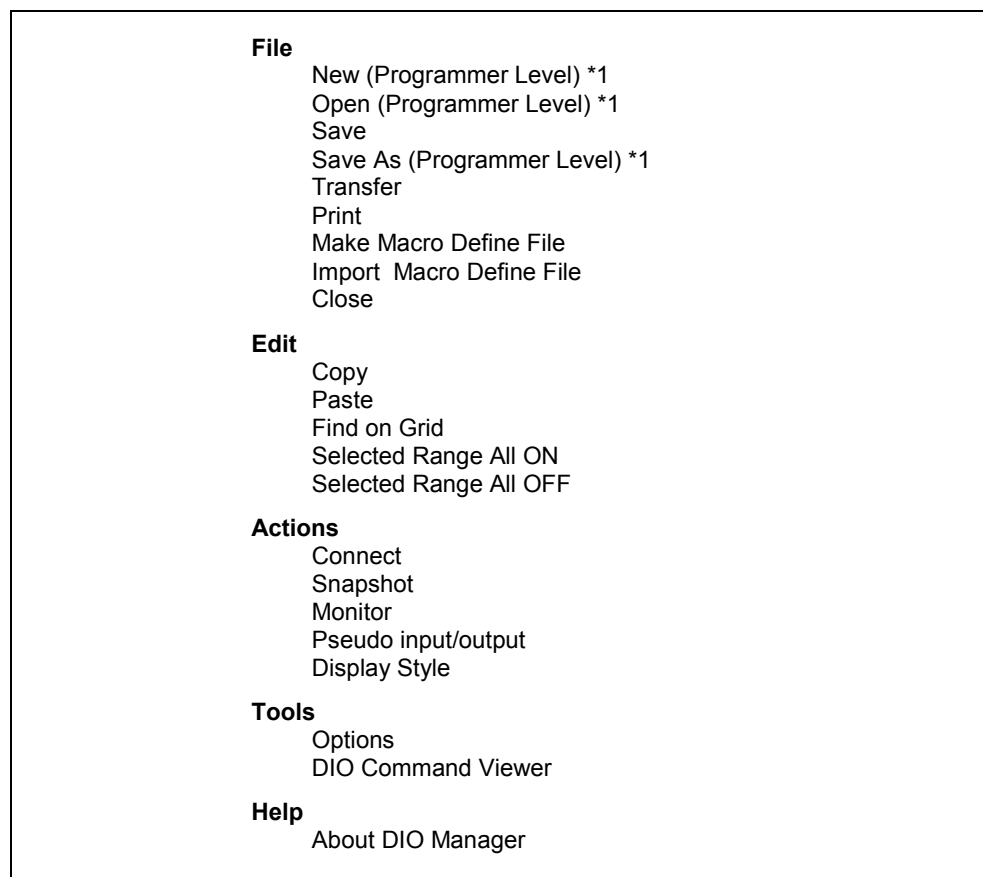 File
New (Programmer Level) *1
Open (Programmer Level) *1
Save
Save As (Programmer Level) *1
Transfer
Print
Make Macro Define File
Import  Macro Define File
Close
Edit
Copy
Paste
Find on Grid
Selected Range All ON
Selected Range All OFF
Actions
Connect
Snapshot
Monitor
Pseudo input/output
Display Style
Tools
Options
DIO Command Viewer
Help
About DIO Manager